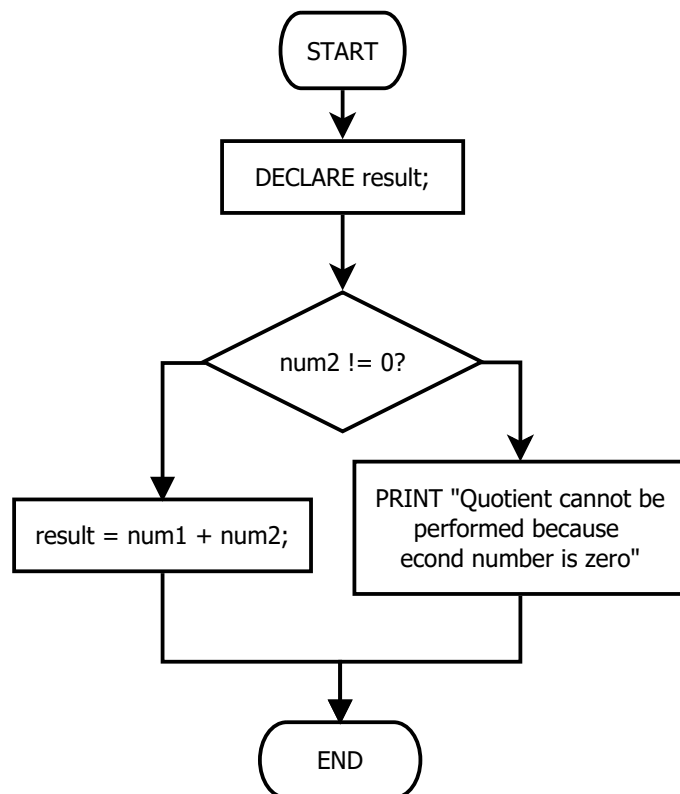 START
DECLARE result;
num2 != 0?
result = num1 + num2;
PRINT "Quotient cannot be
performed because
econd number is zero"
END